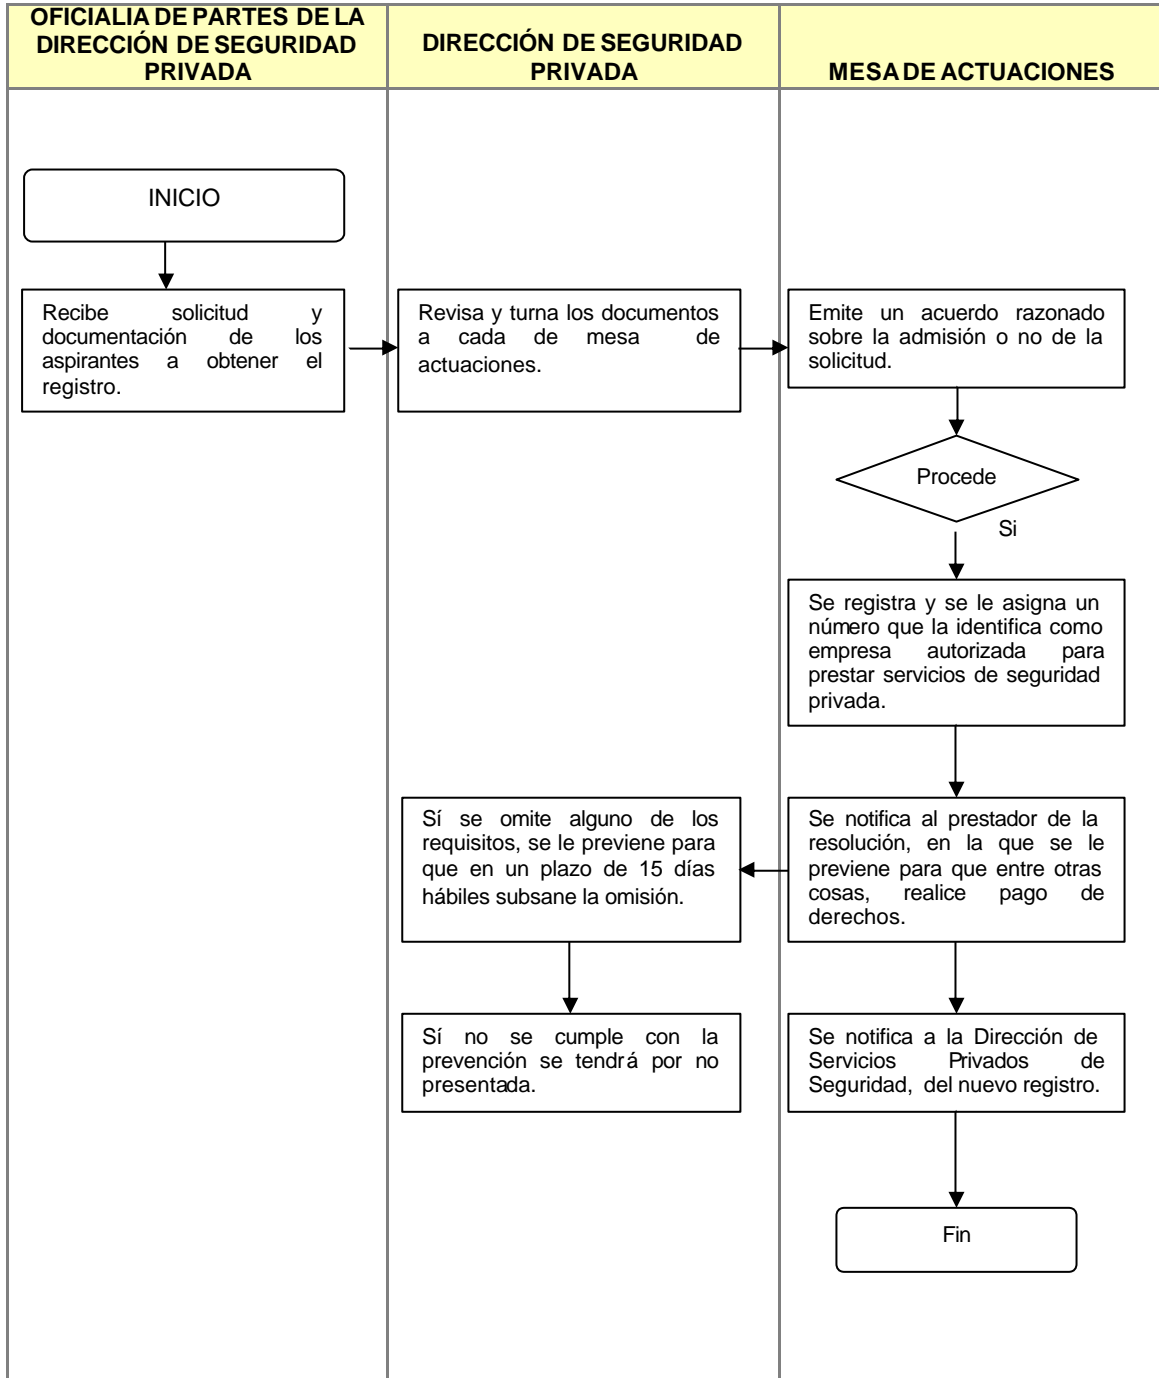 OFICIALIA DE PARTES DE LA
DIRECCIÓN DE SEGURIDAD
PRIVADA
DIRECCIÓN DE SEGURIDAD
PRIVADA
MESA DE ACTUACIONES
INICIO
Recibe solicitud y
documentación de los
aspirantes a obtener el
registro.
Revisa y turna los documentos
a cada de mesa de
actuaciones.
Emite un acuerdo razonado
sobre la admisión o no de la
solicitud.
Procede
Si
Se registra y se le asigna un
número que la identifica como
empresa autorizada para
prestar servicios de seguridad
privada.
Sí se omite alguno de los
requisitos, se le previene para
que en un plazo de 15 días
hábiles subsane la omisión.
Se notifica al prestador de la
resolución, en la que se le
previene para que entre otras
cosas, realice pago de
derechos.
Sí no se cumple con la
prevención se tendrá por no
presentada.
Se notifica a la Dirección de
Servicios Privados de
Seguridad, del nuevo registro.
Fin